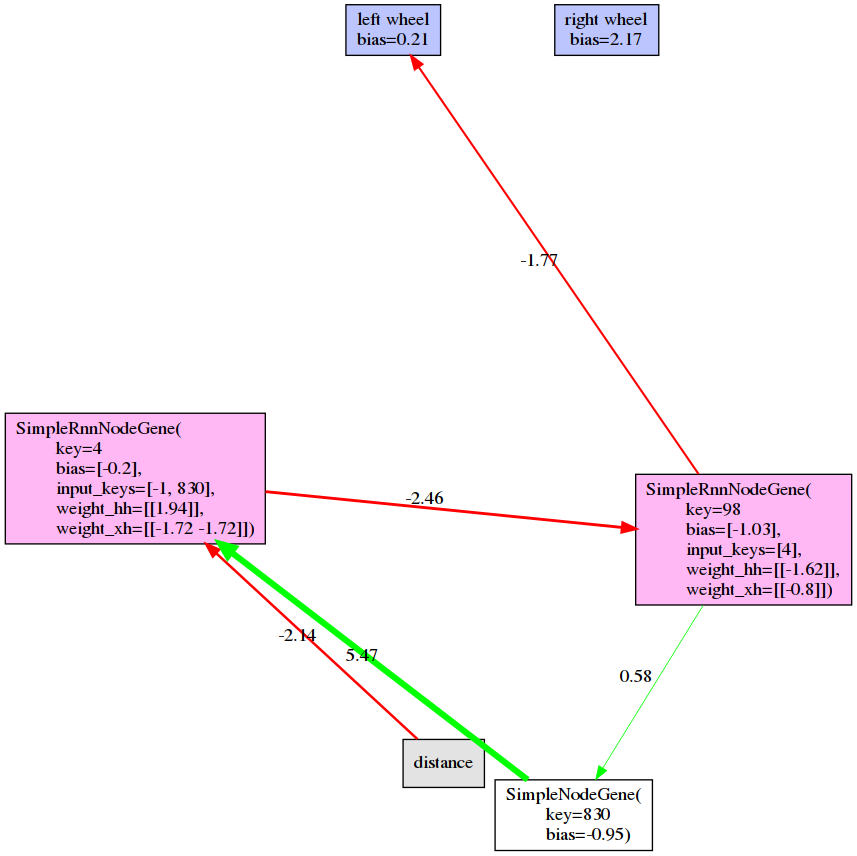 left wheel
bias=0.21
right wheel
bias=2.17
-1.77
SimpleRnnNodeGene(
key=4
bias=[-0.2],
input_keys=[-1, 830],
weight_hh=[[1.94]],
weight_xh=[[-1.72 -1.72]])
-2.46
SimpleRnnNodeGene(
key=98
bias=[-1.03],
input_keys=[4],
weight_hh=[[-1.62]],
weight_xh=[[-0.8]])
-2.14
5.47
0.58
distance
SimpleNodeGene(
key=830
bias=-0.95)